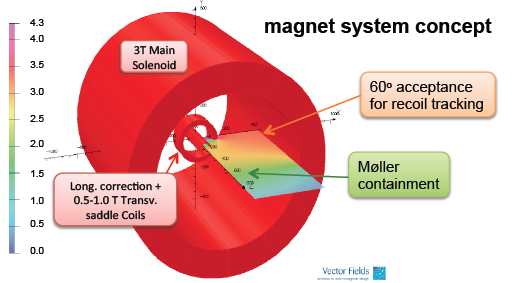 magnet system concept
4.3
4.0
3.5
3.0
2.5
2.0
1.5
1.0
0.5
0.0
3T Main
Solenoid
60º acceptance
for recoil tracking
Møller
containment
Long. correction +
0.5-1.0 T Transv.
saddle Coils
Vector Fields